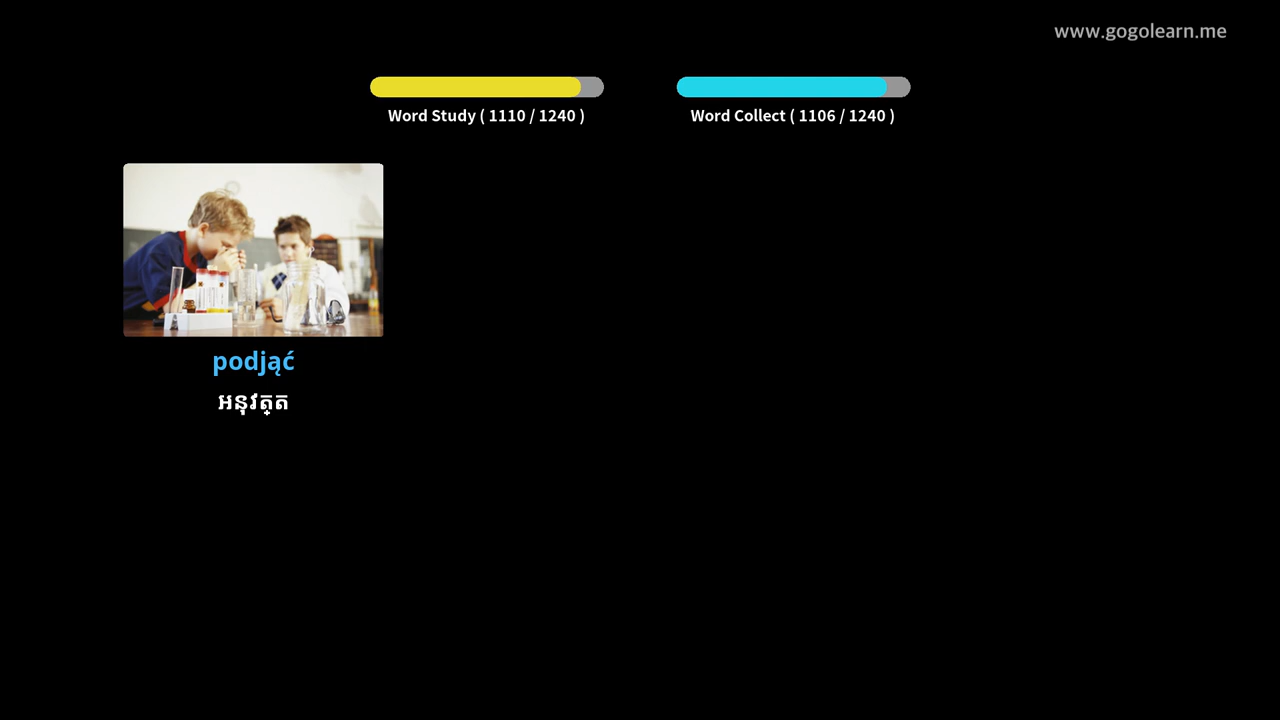 www.gogolearn.me
Word Study ( 1110 / 1240 )
Word Collect ( 1106 / 1240 )
podjąć
អនុវត្ត